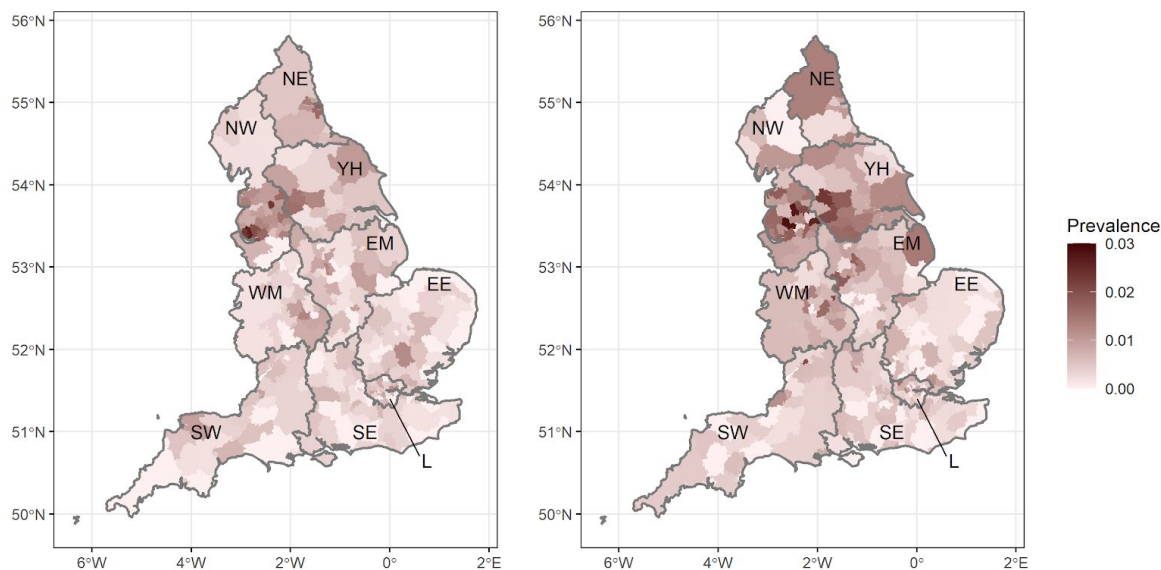 56°N
55°N
54°N
53°N
52°N
51°N
50°N
NE
NW
YH
EM
WM
EE
SW
SE
L
6°W
4°W
2°W
0°
2°E
56°N
55°N
54°N
53°N
52°N
51°N
50°N
NE
NW
YH
EM
WM
EE
SW
SE
L
6°W
4°W
2°W
0°
2°E
Prevalence
0.03
0.02
0.01
0.00